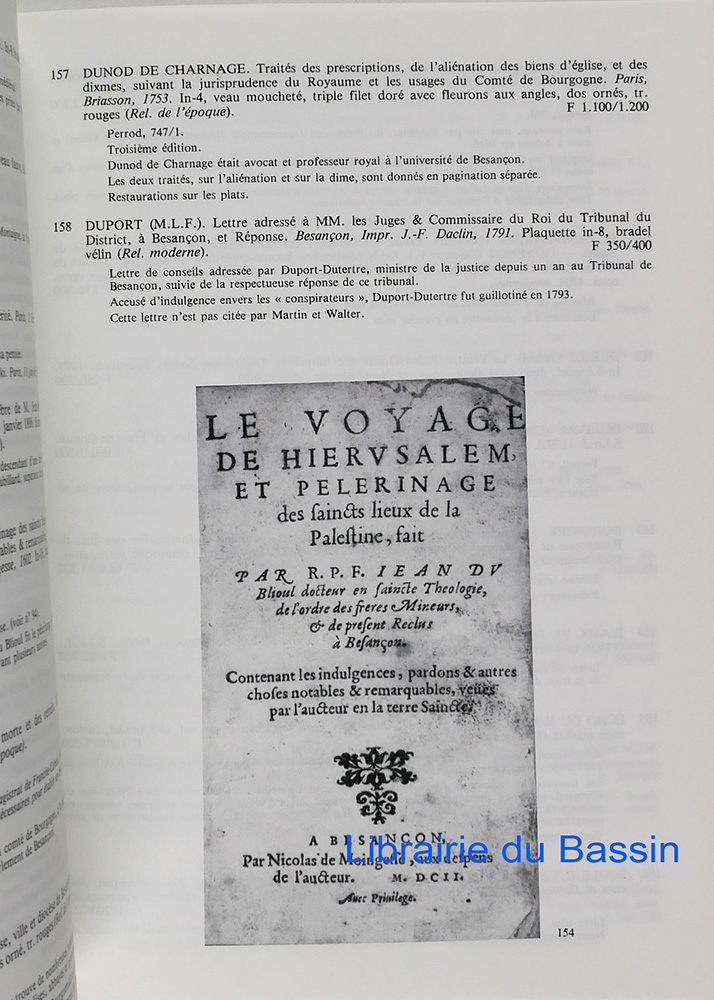 157 DUNOD DE CHARNAGE. Traités des prescriptions, de l'aliénation des biens d'église, et des
dixmes, suivant la jurisprudence du Royaume et les usages du Comté de Bourgogne. Paris,
Briasson, 1753. In-4, veau moucheté, triple filet doré avec fleurons aux angles, dos ornés, tr.
rouges (Rel. de l'époque). F 1.100/1.200
Perrod, 747/1.
Troisième édition.
Dunod de Charnage était avocat et professeur royal à l'université de Besançon.
Les deux traités, sur l'aliénation et sur la dime, sont donnés en pagination séparée.
Restaurations sur les plats.
158 DUPORT (M.L.F.). Lettre adressé à MM. les Juges & Commissaire du Roi du Tribunal du
District, à Besançon, et Réponse. Besançon, Impr. J.-F. Daclin, 1791. Plaquette in-8, bradel
vélin (Rel. moderne). F 350/400
Lettre de conseils adressée par Duport-Dutertre, ministre de la justice depuis un an au Tribunal de
Besançon, suivie de la respectueuse réponse de ce tribunal.
Accusé d'indulgence envers les « conspirateurs », Duport-Dutertre fut guillotiné en 1793.
Cette lettre n'est pas citée par Martin et Walter.
LE VOYAGE
DE HIERVSALEM,
ET PELERINAGE
des saincts lieux de la
Palestine, fait
PAR R. P. F. IEAN DV
Blioul docteur en saincte Theologie,
de l'ordre des freres Mineurs,
& de present Reclus
à Besançon.
Contenant les indulgences, pardons & autres
choses notables & remarquables, veües
par l'aucteur en la terre Saincte.
A BESANÇON,
Par Nicolas de Moingesse, aux despens
de l'aucteur. M. DCII.
Auec Priuilege.
Librairie du Bassin
154